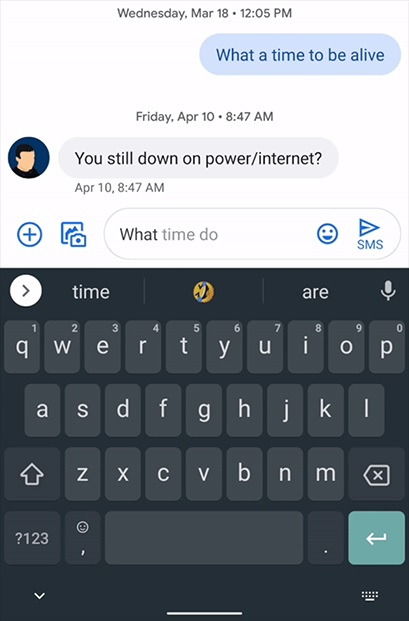 Wednesday, Mar 18 • 12:05 PM
What a time to be alive
Friday, Apr 10 • 8:47 AM
You still down on power/internet?
Apr 10, 8:47 AM
What time do
SMS
time are
1 2 3 4 5 6 7 8 9 0
q w e r t y u i o p
a s d f g h j k l
z x c v b n m
?123 , .